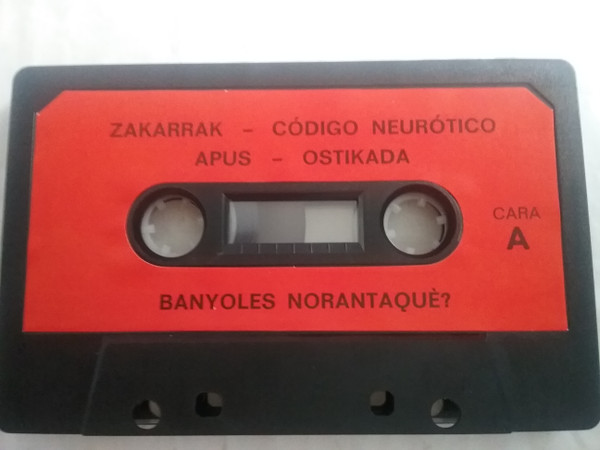 ZAKARRAK - CÓDIGO NEURÓTICO
APUS - OSTIKADA
CARA
A
BANYOLES NORANTAQUÈ?